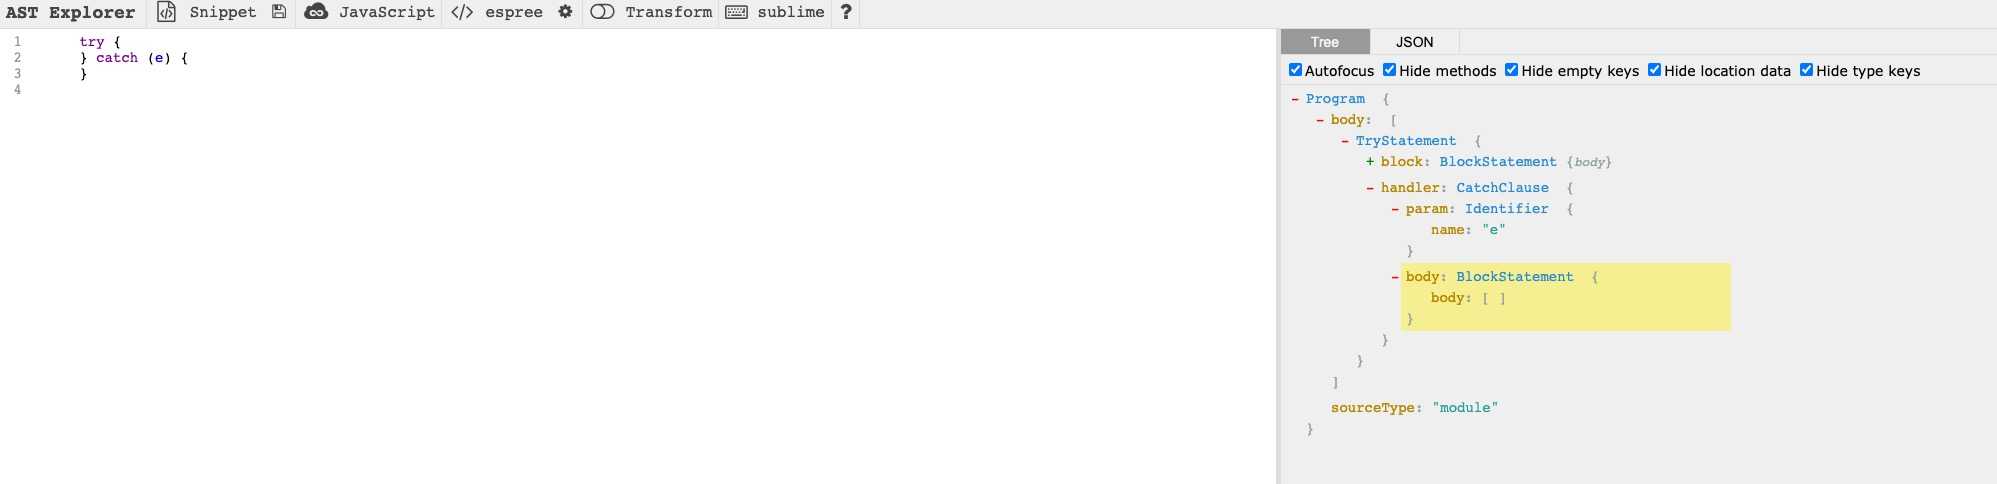 AST Explorer Snippet JavaScript </> espree Transform sublime ?
Tree JSON
Autofocus Hide methods Hide empty keys Hide location data Hide type keys
1 try {
2 } catch (e) {
3 }
4
- Program {
- body: [
- TryStatement {
+ block: BlockStatement {body}
- handler: CatchClause {
- param: Identifier {
name: "e"
}
- body: BlockStatement {
body: [ ]
}
}
}
]
sourceType: "module"
}